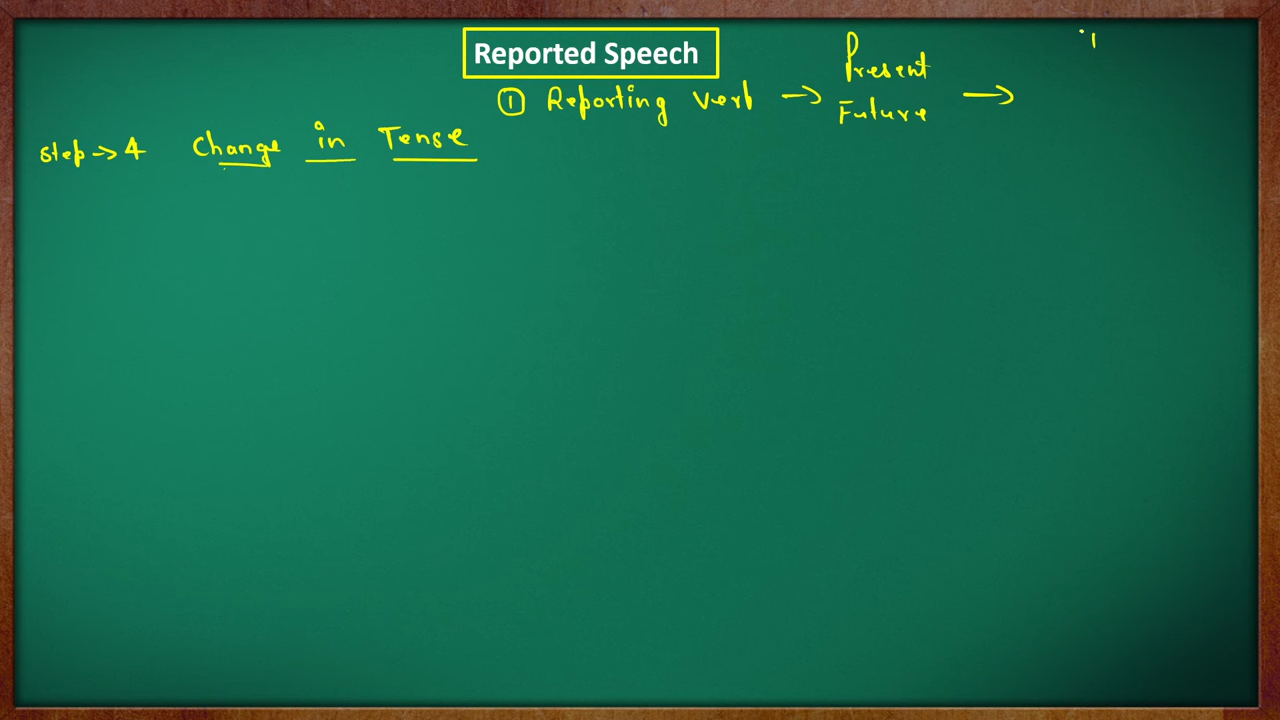 Reported Speech
① Reporting verb → Present
Future →
Step → 4 Change in Tense